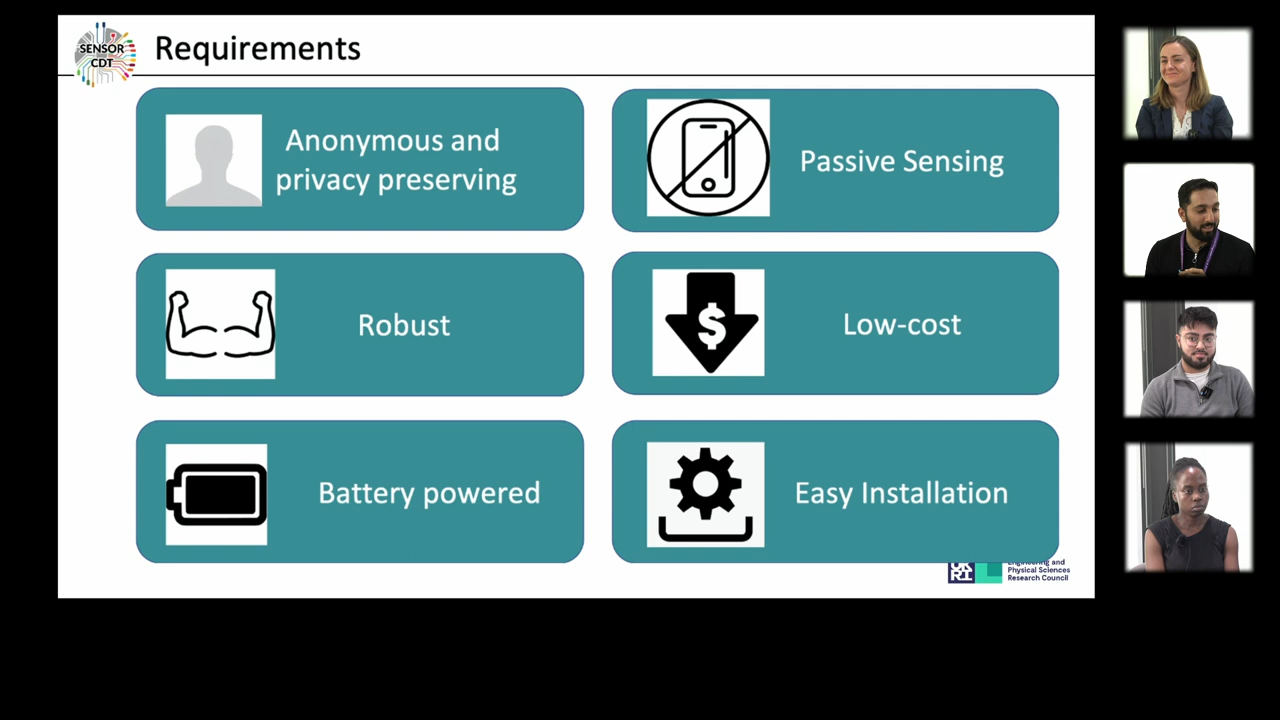 SENSOR
CDT
Requirements
Anonymous and
privacy preserving
Passive Sensing
Robust
$
Low-cost
Battery powered
Easy Installation
UKRI
Engineering and
Physical Sciences
Research Council